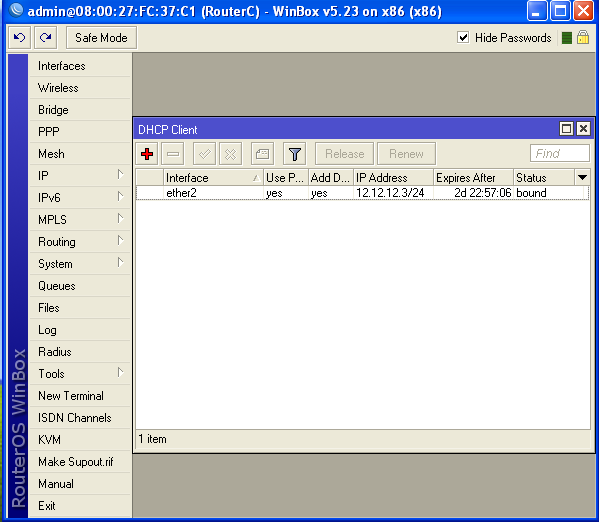 admin@08:00:27:FC:37:C1 (RouterC) - WinBox v5.23 on x86 (x86)
Safe Mode
Hide Passwords
Interfaces
Wireless
Bridge
PPP
Mesh
IP
IPv6
MPLS
Routing
System
Queues
Files
Log
Radius
Tools
New Terminal
ISDN Channels
KVM
Make Supout.rif
Manual
Exit
RouterOS WinBox
DHCP Client
Release Renew Find
Interface Use P... Add D... IP Address Expires After Status
ether2 yes yes 12.12.12.3/24 2d 22:57:06 bound
1 item